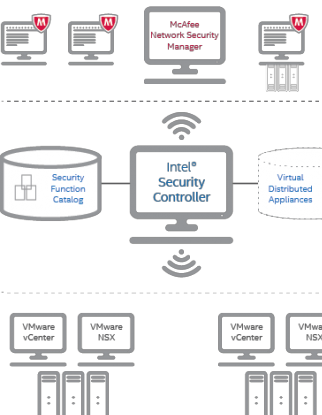 M
M
McAfee
Network Security
Manager
M
Intel®
Security
Controller
Security
Function
Catalog
Virtual
Distributed
Appliances
VMware
vCenter
VMware
NSX
VMware
vCenter
VMware
NSX